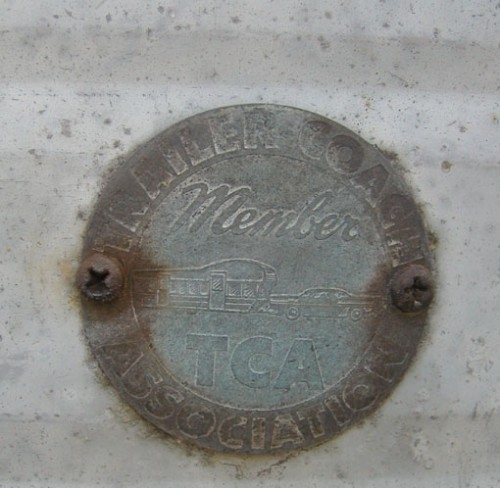 TRAILER COACH
Member
TCA
ASSOCIATION